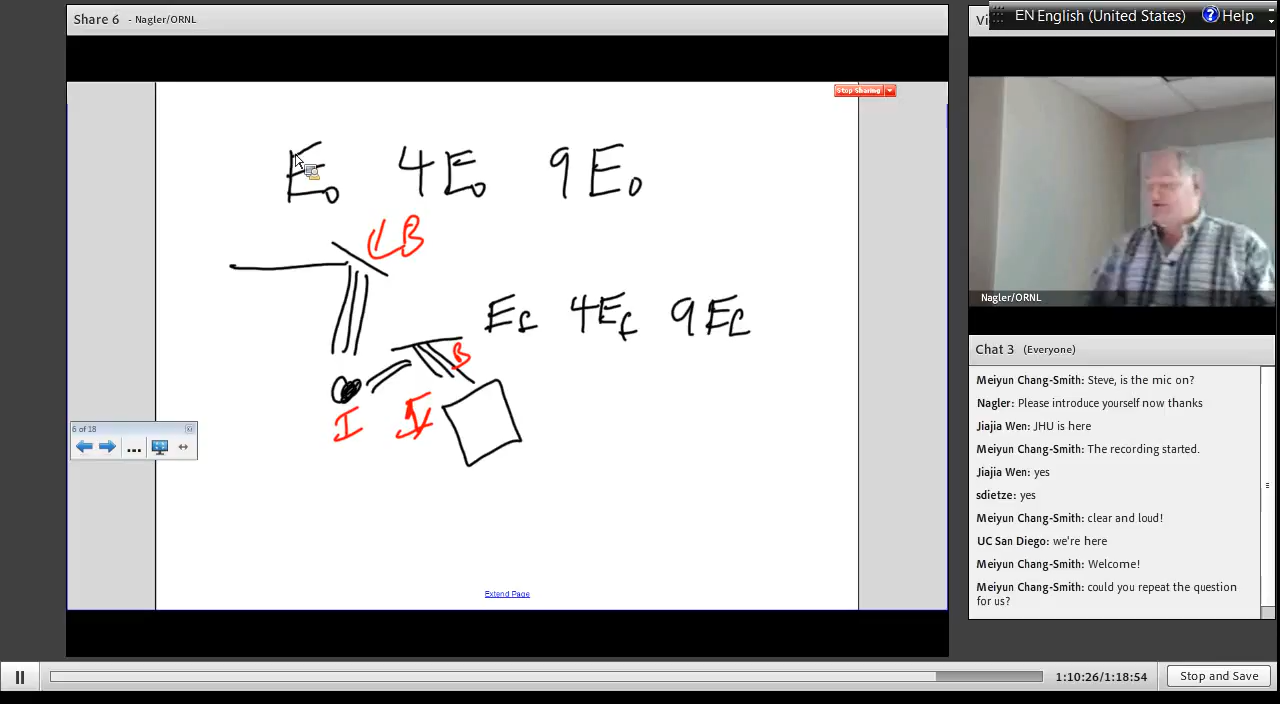 Share 6 - Nagler/ORNL
EN English (United States) Help
Vi
Stop Sharing
E0 4E0 9E0
B
Ef 4Ef 9Ef
B
I
6 of 18
...
Extend Page
Nagler/ORNL
Chat 3 (Everyone)
Meiyun Chang-Smith: Steve, is the mic on?
Nagler: Please introduce yourself now thanks
Jiajia Wen: JHU is here
Meiyun Chang-Smith: The recording started.
Jiajia Wen: yes
sdietze: yes
Meiyun Chang-Smith: clear and loud!
UC San Diego: we're here
Meiyun Chang-Smith: Welcome!
Meiyun Chang-Smith: could you repeat the question
for us?
1:10:26/1:18:54
Stop and Save